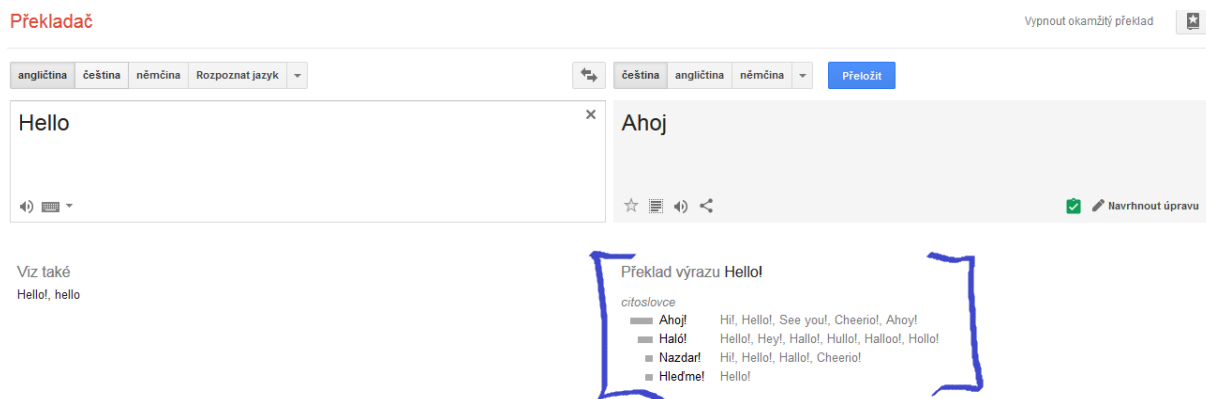 Překladač
Vypnout okamžitý překlad
angličtina čeština němčina Rozpoznat jazyk
čeština angličtina němčina Přeložit
Hello
Ahoj
Navrhnout úpravu
Viz také
Hello!, hello
Překlad výrazu Hello!
citoslovce
Ahoj! Hi!, Hello!, See you!, Cheerio!, Ahoy!
Haló! Hello!, Hey!, Hallo!, Hullo!, Halloo!, Hollo!
Nazdar! Hi!, Hello!, Hallo!, Cheerio!
Hleďme! Hello!